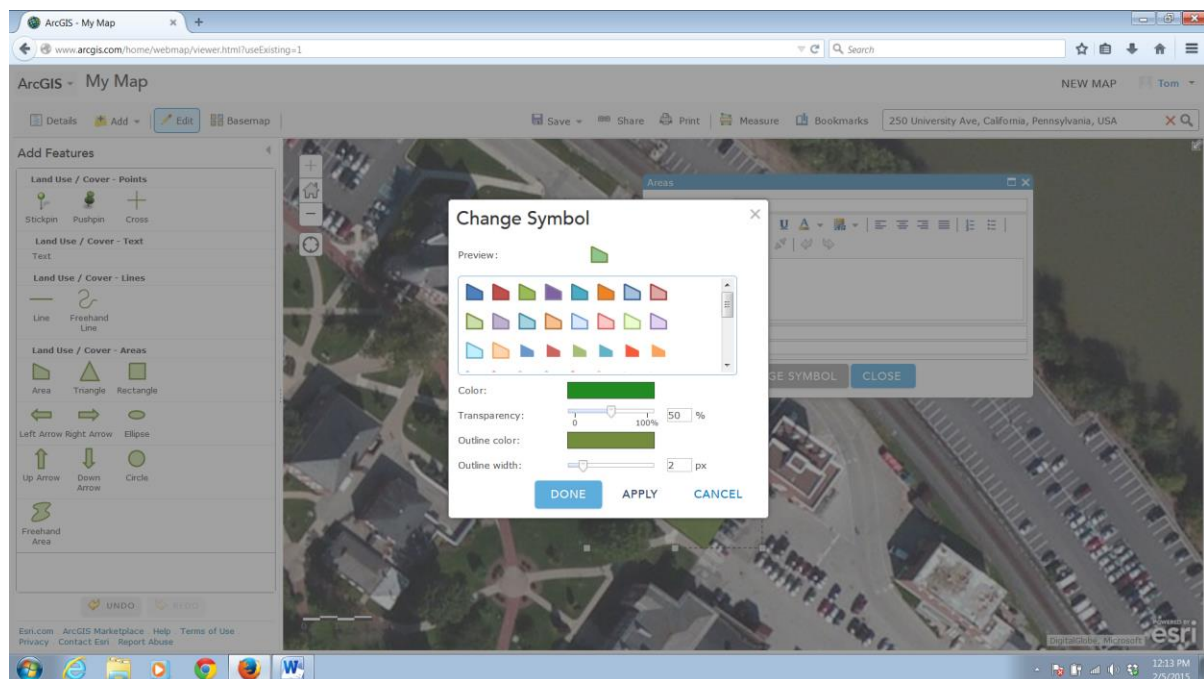 ArcGIS - My Map
www.arcgis.com/home/webmap/viewer.html?useExisting=1
Search
ArcGIS My Map
NEW MAP Tom
Details Add Edit Basemap Save Share Print Measure Bookmarks 250 University Ave, California, Pennsylvania, USA
Add Features
Land Use / Cover - Points
Stickpin Pushpin Cross
Land Use / Cover - Text
Text
Land Use / Cover - Lines
Line Freehand Line
Land Use / Cover - Areas
Area Triangle Rectangle
Left Arrow Right Arrow Ellipse
Up Arrow Down Arrow Circle
Freehand Area
UNDO REDO
Esri.com ArcGIS Marketplace Help Terms of Use
Privacy Contact Esri Report Abuse
Areas
U A
GE SYMBOL CLOSE
Change Symbol
Preview:
Color:
Transparency: 50 %
0 100%
Outline color:
Outline width: 2 px
DONE APPLY CANCEL
DigitalGlobe, Microsoft
POWERED BY
esri
W
12:13 PM
2/5/2015